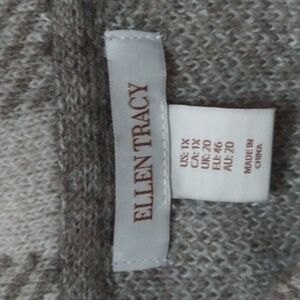 ELLEN TRACY
US: 1X
CA: 1X
UK: 20
EU: 46
AU: 20
MADE IN
CHINA